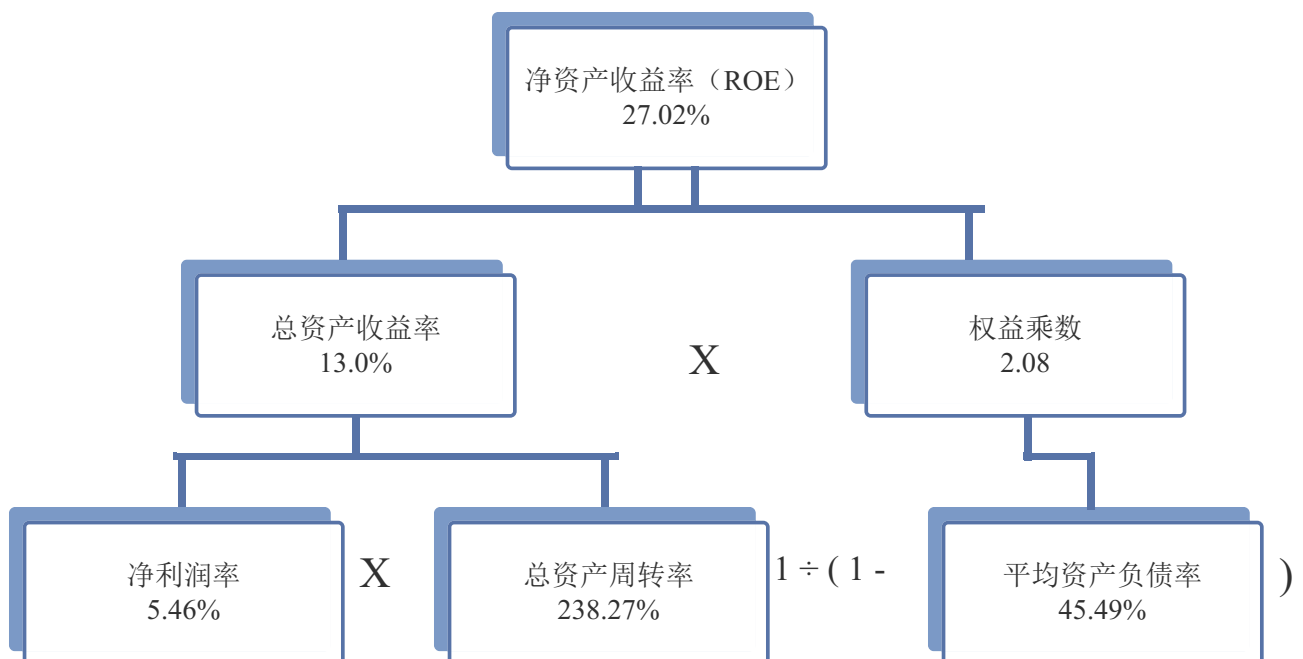 净资产收益率（ROE）
27.02%
总资产收益率
13.0%
X
权益乘数
2.08
净利润率
5.46%
X
总资产周转率
238.27%
1 ÷ ( 1 -
平均资产负债率
45.49%
)